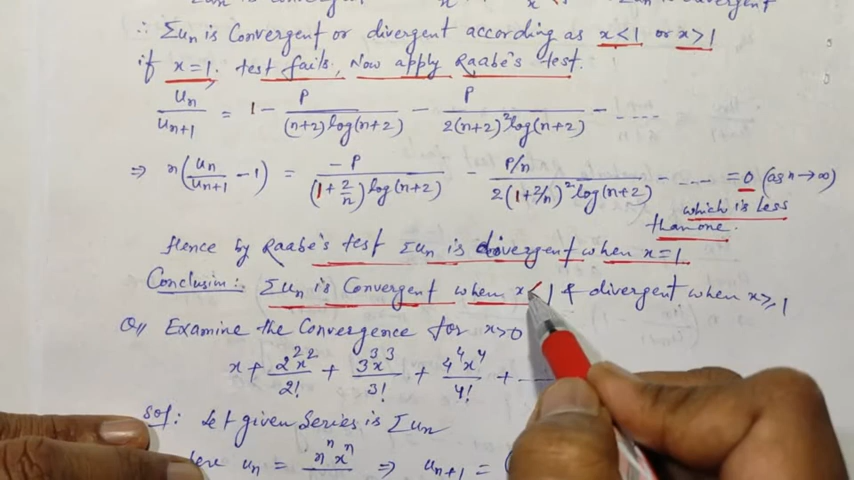 ∴ Σuₙ is Convergent or divergent according as x<1 or x>1
if x=1, test fails, Now apply Raabe's test.
uₙ/uₙ₊₁ = 1 - P/((n+2)log(n+2)) - P/(2(n+2)²log(n+2)) - ....
⇒ n(uₙ/uₙ₊₁ - 1) = -P/((1+2/n)log(n+2)) - P/n/(2(1+2/n)²log(n+2)) - .... = 0 (as n→∞)
which is less
than one.
Hence by Raabe's test Σuₙ is divergent when x=1.
Conclusion: Σuₙ is Convergent when x<1 & divergent when x≥1
Q// Examine the Convergence for x>0
x + 2²x²/2! + 3³x³/3! + 4⁴x⁴/4! + ....
Sol: Let given Series is Σuₙ
uₙ = nⁿxⁿ ⇒ uₙ₊₁ = (